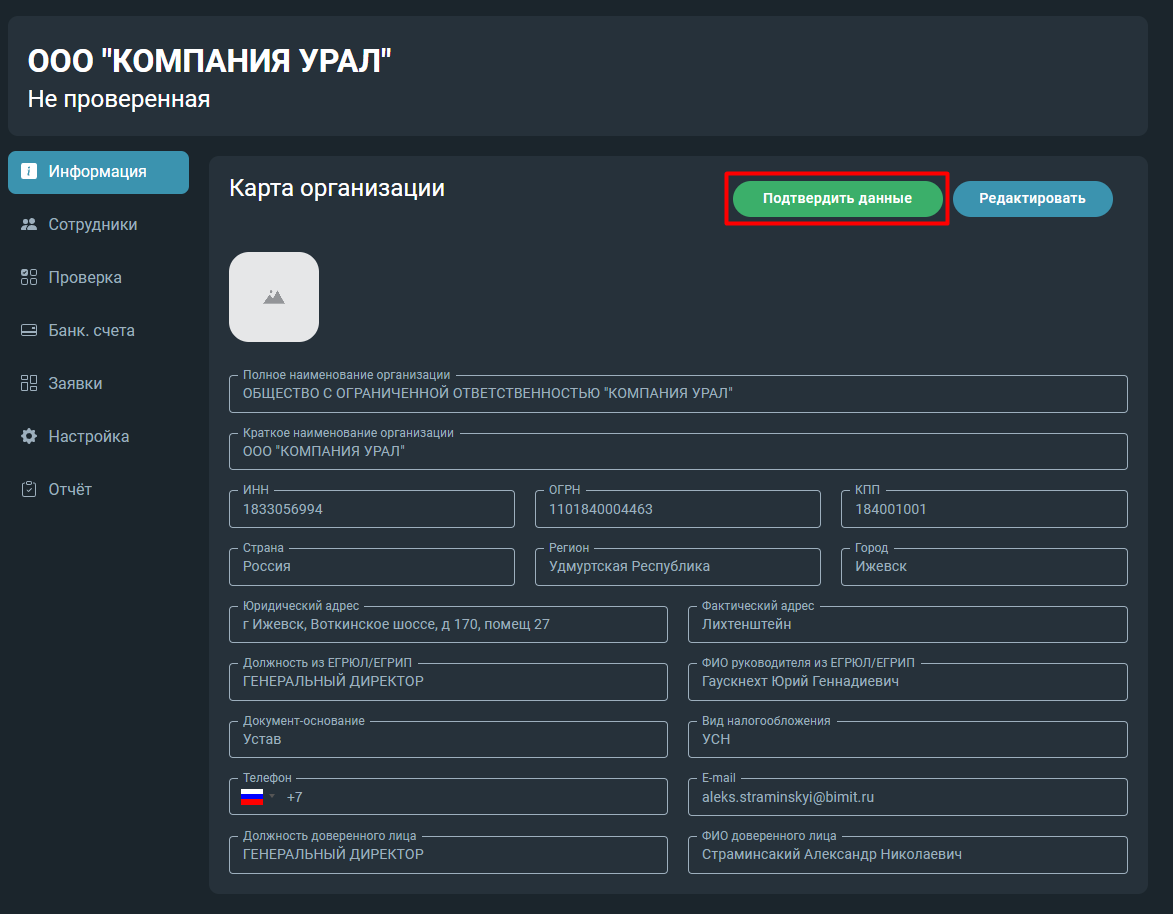 ООО "КОМПАНИЯ УРАЛ"
Не проверенная
Информация
Сотрудники
Проверка
Банк. счета
Заявки
Настройка
Отчёт
Карта организации
Подтвердить данные
Редактировать
Полное наименование организации
ОБЩЕСТВО С ОГРАНИЧЕННОЙ ОТВЕТСТВЕННОСТЬЮ "КОМПАНИЯ УРАЛ"
Краткое наименование организации
ООО "КОМПАНИЯ УРАЛ"
ИНН
1833056994
ОГРН
1101840004463
КПП
184001001
Страна
Россия
Регион
Удмуртская Республика
Город
Ижевск
Юридический адрес
г Ижевск, Воткинское шоссе, д 170, помещ 27
Фактический адрес
Лихтенштейн
Должность из ЕГРЮЛ/ЕГРИП
ГЕНЕРАЛЬНЫЙ ДИРЕКТОР
ФИО руководителя из ЕГРЮЛ/ЕГРИП
Гаускнехт Юрий Геннадиевич
Документ-основание
Устав
Вид налогообложения
УСН
Телефон
+7
E-mail
aleks.straminskyi@bimit.ru
Должность доверенного лица
ГЕНЕРАЛЬНЫЙ ДИРЕКТОР
ФИО доверенного лица
Страминсакий Александр Николаевич